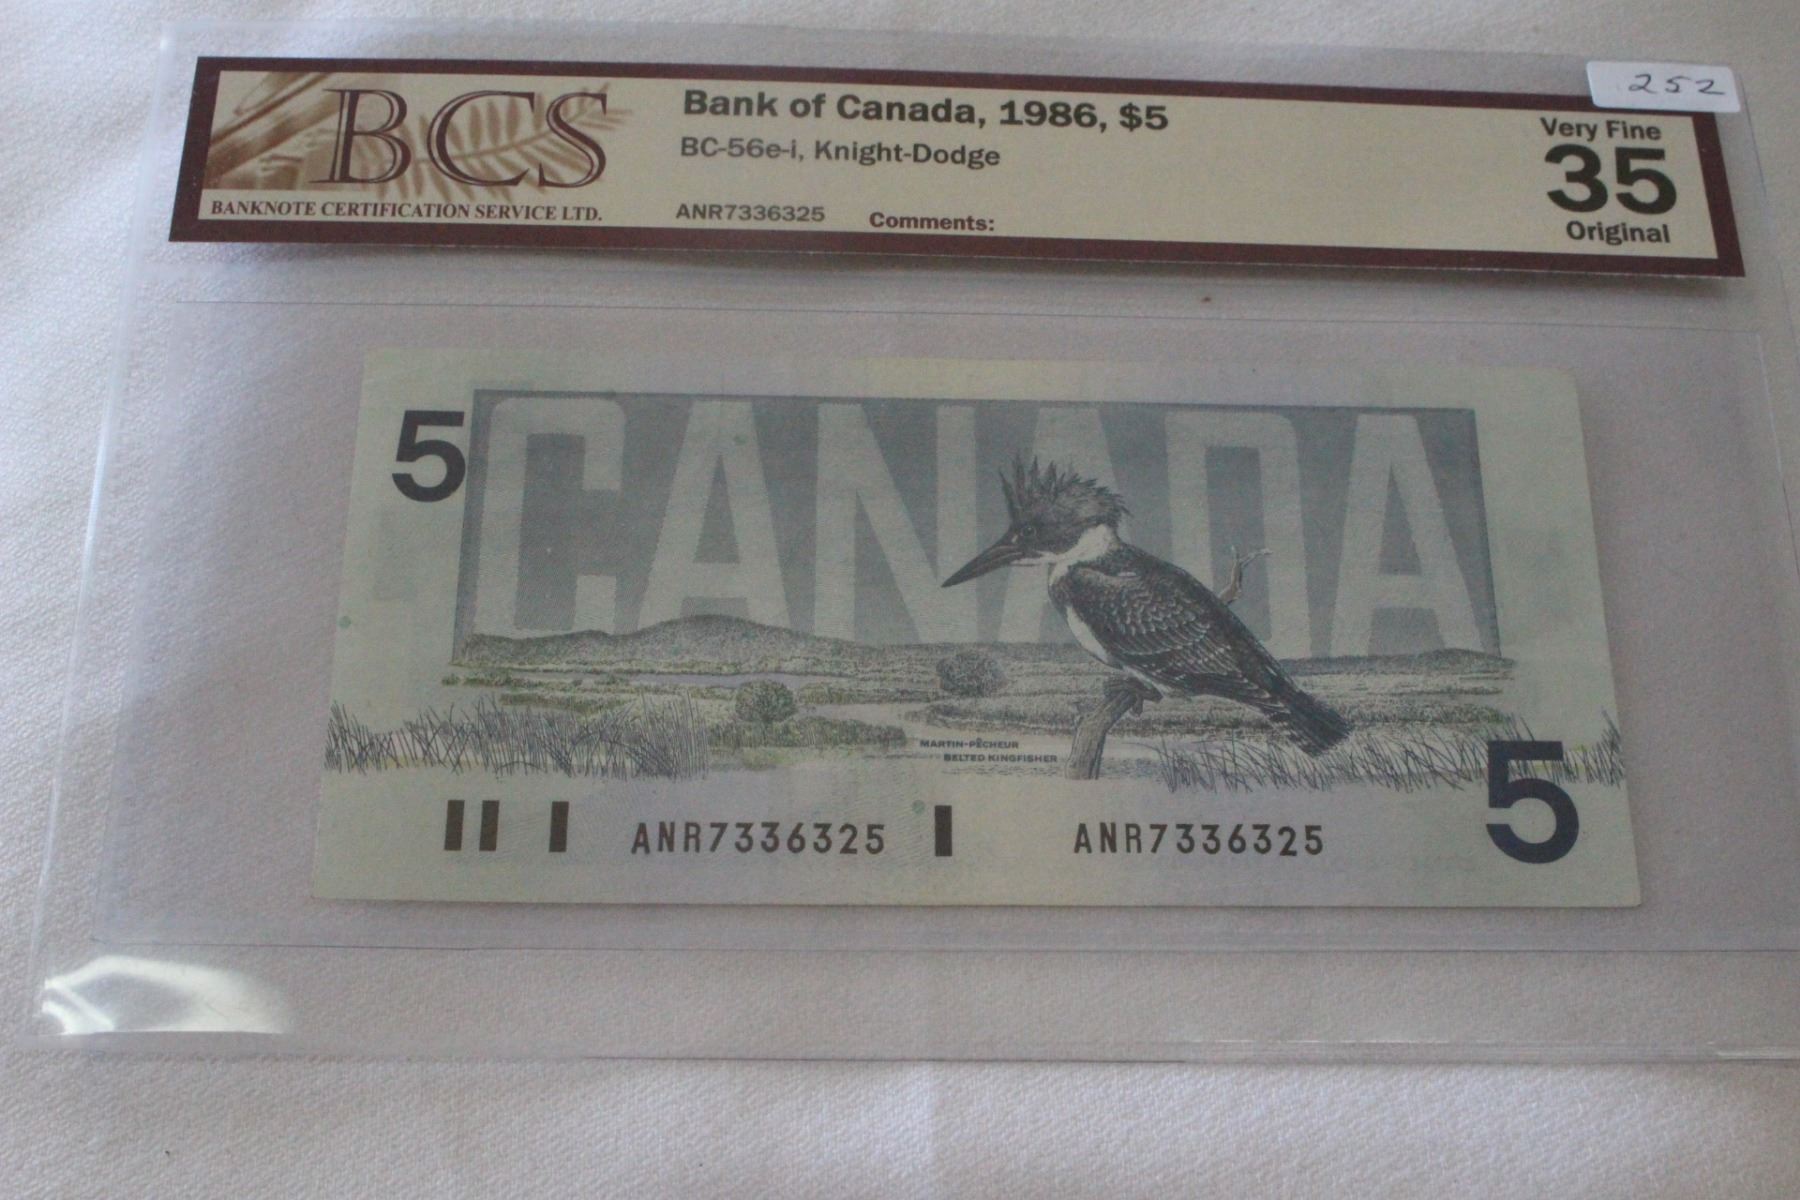 252
BCS
BANKNOTE CERTIFICATION SERVICE LTD.
Bank of Canada, 1986, $5
BC-56e-i, Knight-Dodge
ANR7336325 Comments:
Very Fine
35
Original
5
CANADA
MARTIN-PÊCHEUR
BELTED KINGFISHER
ANR7336325 ANR7336325
5